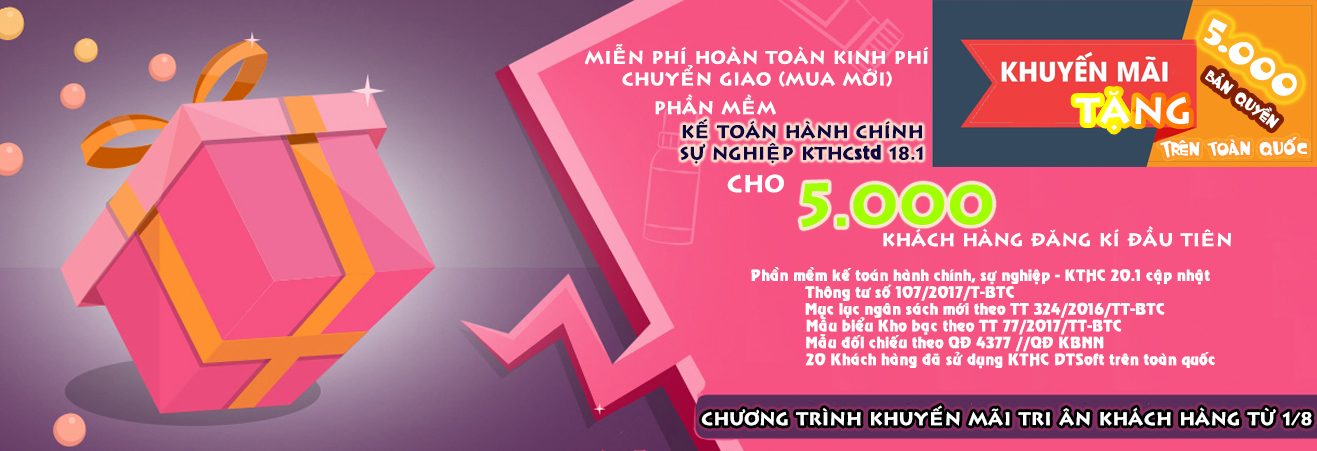 MIỄN PHÍ HOÀN TOÀN KINH PHÍ
CHUYỂN GIAO (MUA MỚI)
PHẦN MỀM
KẾ TOÁN HÀNH CHÍNH
SỰ NGHIỆP KTHCstd 18.1
CHO 5.000
KHÁCH HÀNG ĐĂNG KÍ ĐẦU TIÊN
KHUYẾN MÃI
TẶNG
5.000
BẢN QUYỀN
TRÊN TOÀN QUỐC
Phần mềm kế toán hành chính, sự nghiệp - KTHC 20.1 cập nhật
Thông tư số 107/2017/T-BTC
Mục lục ngân sách mới theo TT 324/2016/TT-BTC
Mẫu biểu Kho bạc theo TT 77/2017/TT-BTC
Mẫu đối chiếu theo QĐ 4377 //QĐ KBNN
20 Khách hàng đã sử dụng KTHC DTSoft trên toàn quốc
CHƯƠNG TRÌNH KHUYẾN MÃI TRI ÂN KHÁCH HÀNG TỪ 1/8